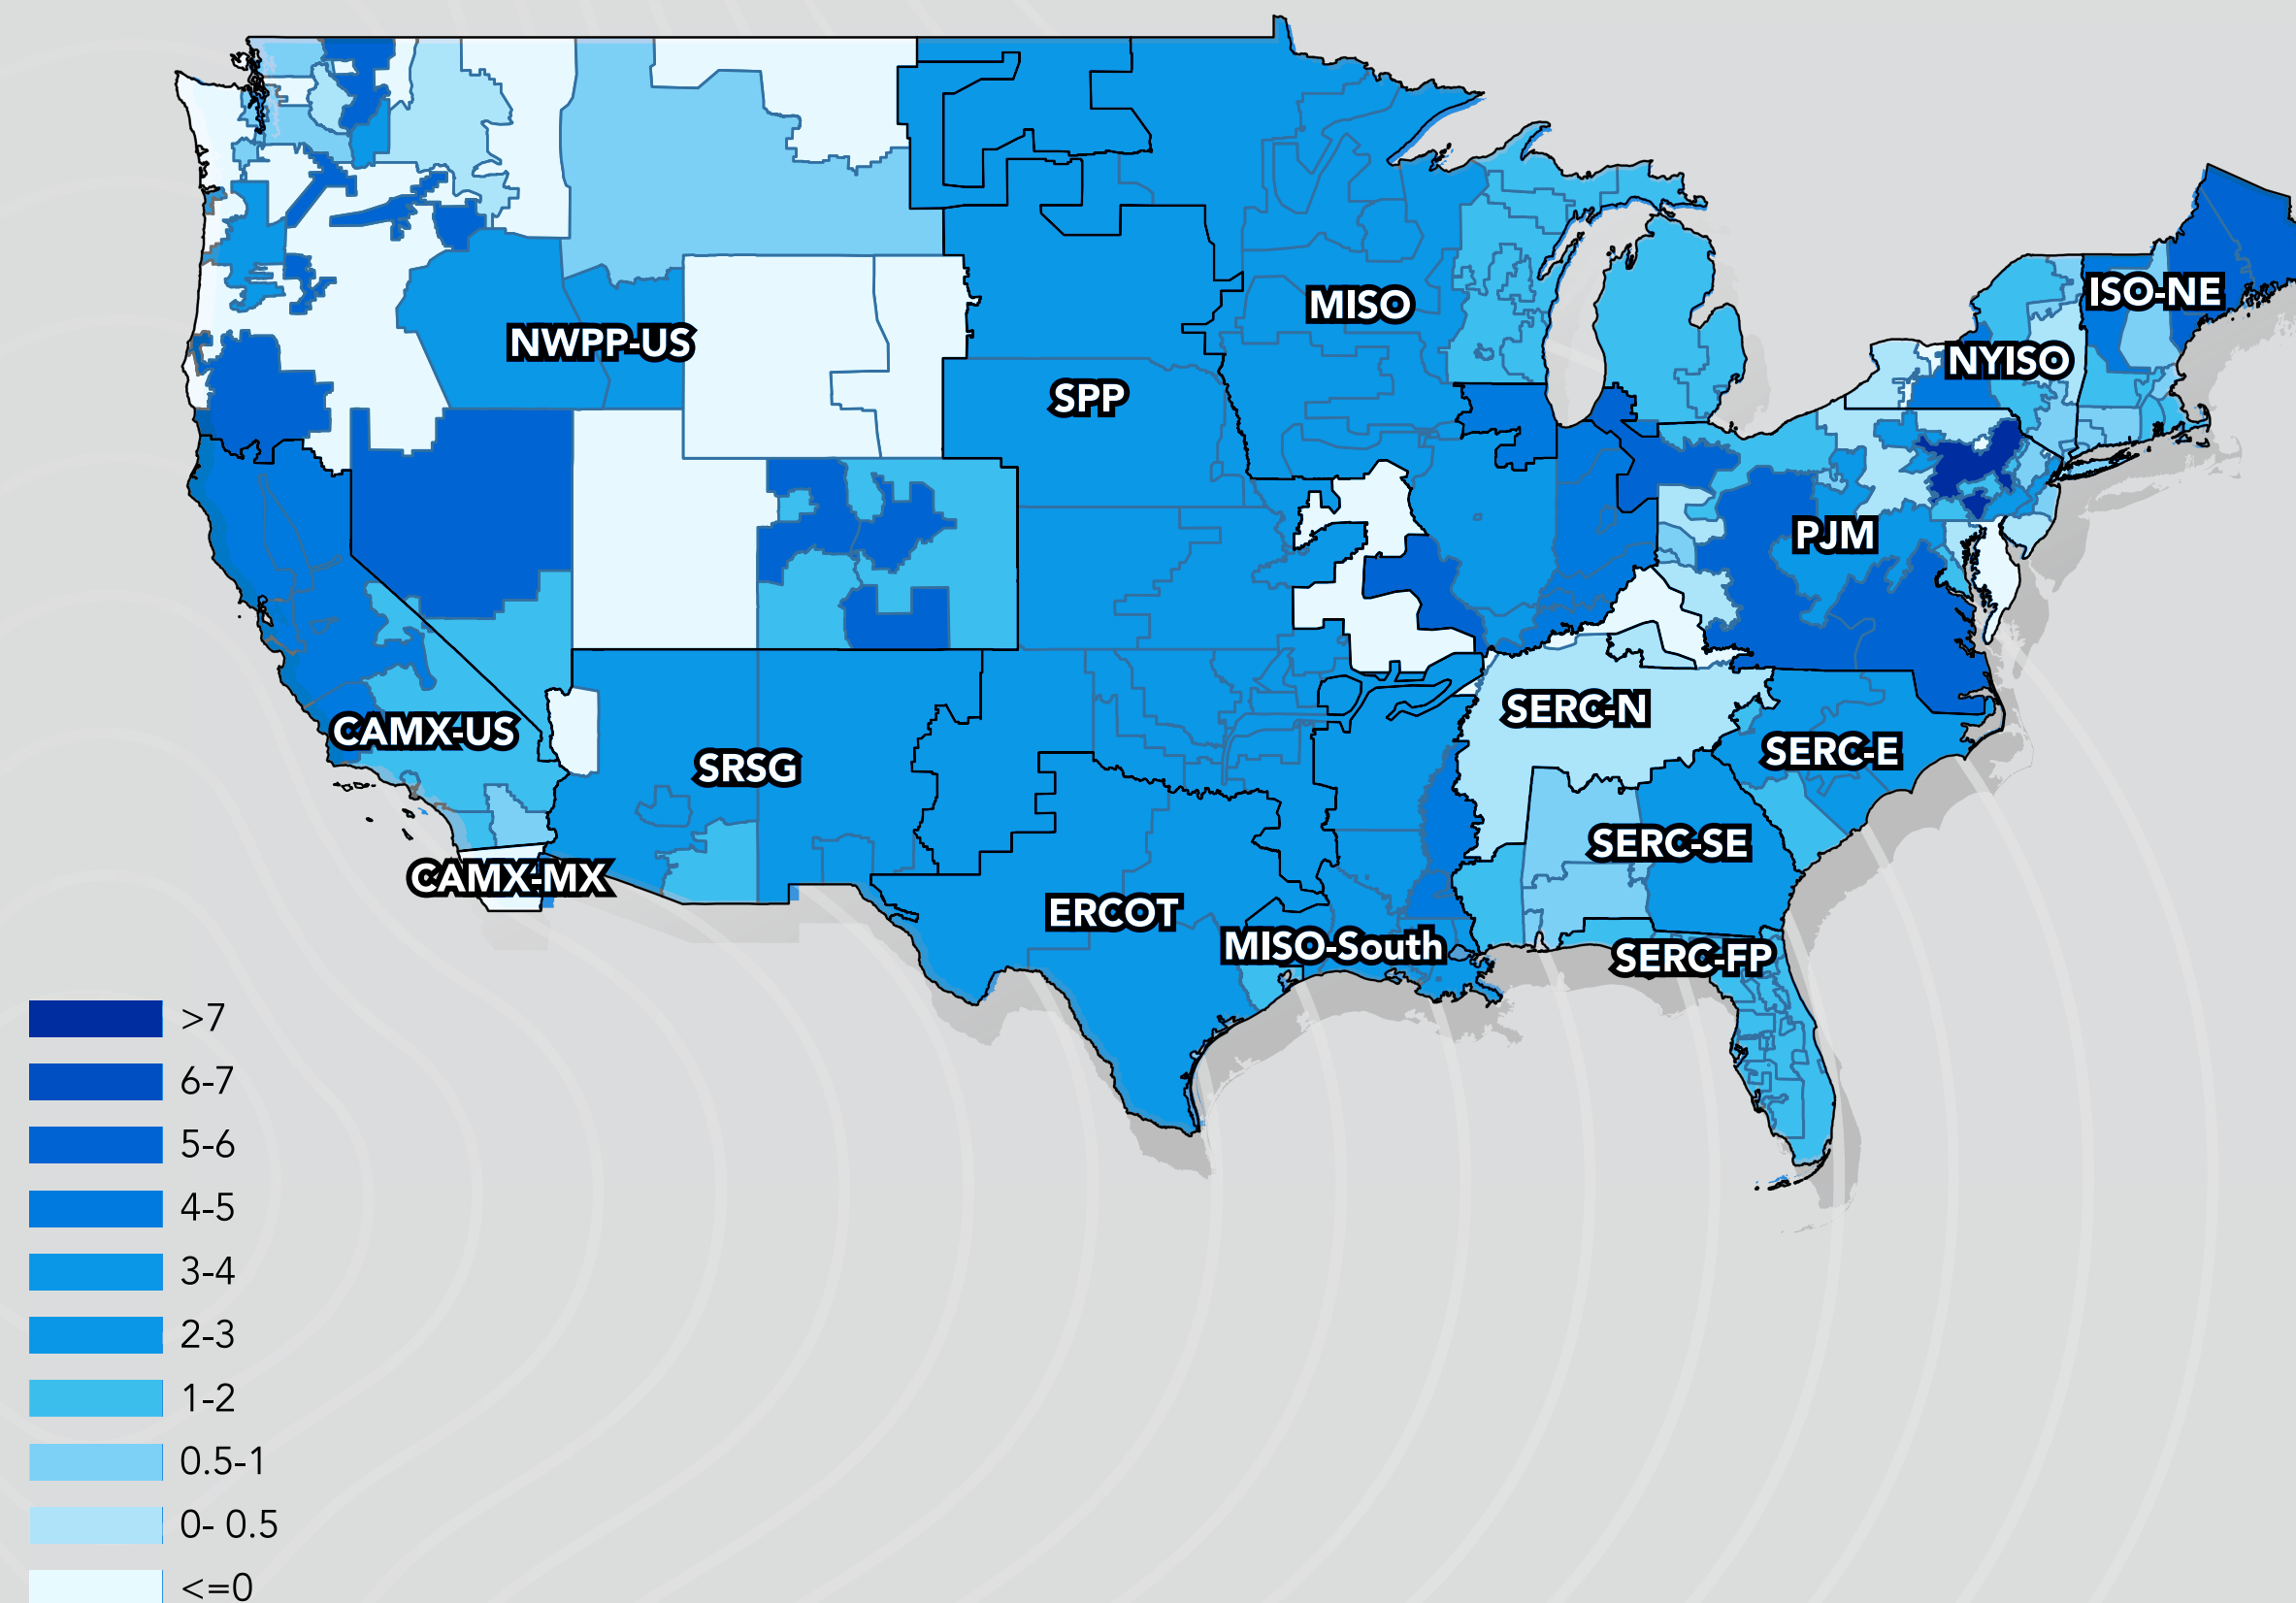 ISO-NE
MISO
NWPP-US
NYISO
SPP
PJM
SERC-N
CAMX-US
SERC-E
SRSG
SERC-SE
CAMX-MX
ERCOT
MISO-South
SERC-FP
>7
6-7
5-6
4-5
3-4
2-3
1-2
0.5-1
0- 0.5
<=0